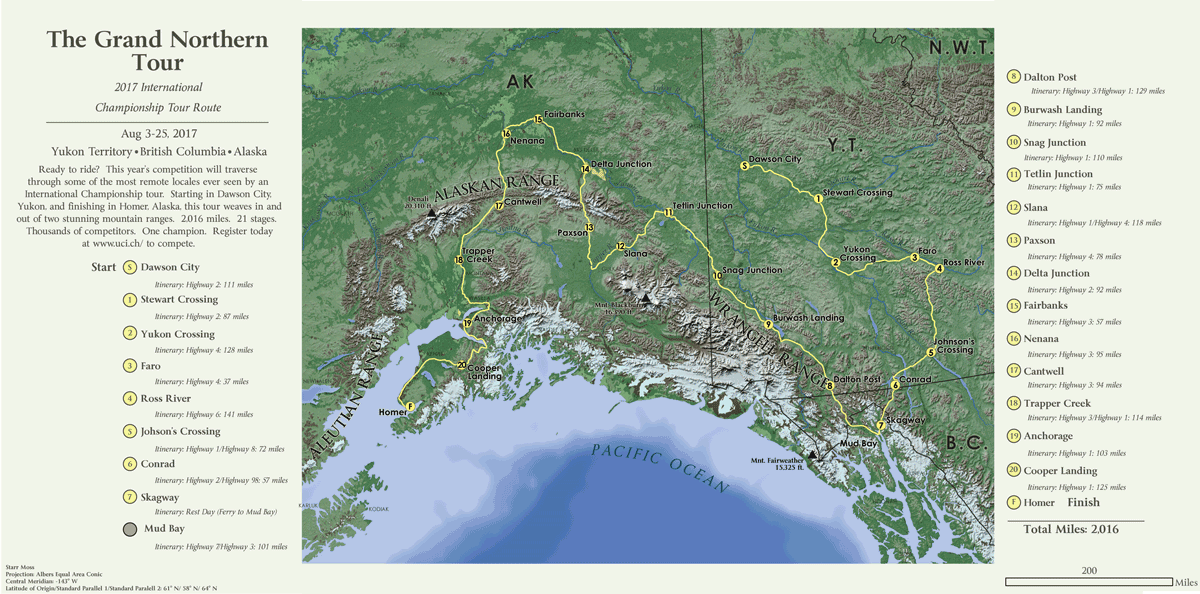 The Grand Northern
Tour
2017 International
Championship Tour Route
Aug 3-25, 2017
Yukon Territory • British Columbia • Alaska
Ready to ride? This year's competition will traverse
through some of the most remote locales ever seen by an
International Championship tour. Starting in Dawson City,
Yukon, and finishing in Homer, Alaska, this tour weaves in and
out of two stunning mountain ranges. 2,016 miles. 21 stages.
Thousands of competitors. One champion. Register today
at www.uci.ch/ to compete.
Start S Dawson City
Itinerary: Highway 2: 111 miles
1 Stewart Crossing
Itinerary: Highway 2: 87 miles
2 Yukon Crossing
Itinerary: Highway 4: 128 miles
3 Faro
Itinerary: Highway 4: 37 miles
4 Ross River
Itinerary: Highway 6: 141 miles
5 Johson's Crossing
Itinerary: Highway 1/Highway 8: 72 miles
6 Conrad
Itinerary: Highway 2/Highway 98: 57 miles
7 Skagway
Itinerary: Rest Day (Ferry to Mud Bay)
Mud Bay
Itinerary: Highway 7/Highway 3: 101 miles
Starr Moss
Projection: Albers Equal Area Conic
Central Meridian: -143° W
Latitude of Origin/Standard Parallel 1/Standard Paralell 2: 61° N/ 58° N/ 64° N
N.W.T.
AK
Y.T.
B.C.
15 Fairbanks
16
Nenana
Delta Junction
14
S Dawson City
ALASKAN RANGE
Denali
20,310 ft.
17 Cantwell
Stewart Crossing
1
11 Tetlin Junction
Paxson 13
12
Slana
Trapper
Creek
18
Yukon
Crossing
2
Faro
3
Ross River
4
Snag Junction
10
Mnt. Blackburn
16,390 ft.
WRANGELL RANGE
Anchorage
19
9
Burwash Landing
Johnson's
Crossing
5
ALEUTIAN RANGE
20
Cooper
Landing
Dalton Post
8
Conrad
6
Homer F
Skagway
7
Mud Bay
PACIFIC OCEAN
Mnt. Fairweather
15,325 ft.
KARLUK
KODIAK
8 Dalton Post
Itinerary: Highway 3/Highway 1: 129 miles
9 Burwash Landing
Itinerary: Highway 1: 92 miles
10 Snag Junction
Itinerary: Highway 1: 110 miles
11 Tetlin Junction
Itinerary: Highway 1: 75 miles
12 Slana
Itinerary: Highway 1/Highway 4: 118 miles
13 Paxson
Itinerary: Highway 4: 78 miles
14 Delta Junction
Itinerary: Highway 2: 92 miles
15 Fairbanks
Itinerary: Highway 3: 57 miles
16 Nenana
Itinerary: Highway 3: 95 miles
17 Cantwell
Itinerary: Highway 3: 94 miles
18 Trapper Creek
Itinerary: Highway 3/Highway 1: 114 miles
19 Anchorage
Itinerary: Highway 1: 103 miles
20 Cooper Landing
Itinerary: Highway 1: 125 miles
F Homer Finish
Total Miles: 2,016
200
Miles